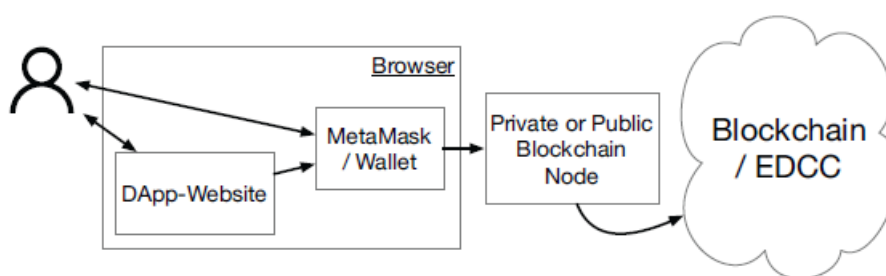 Browser
MetaMask
/ Wallet
DApp-Website
Private or Public
Blockchain
Node
Blockchain
/ EDCC